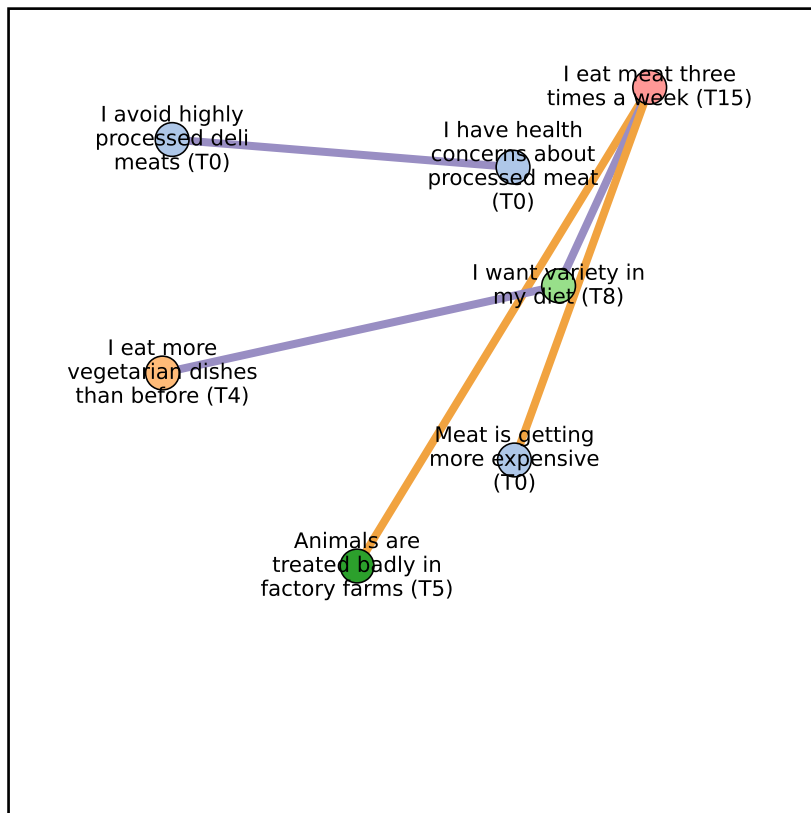 I eat meat three
times a week (T15)
I avoid highly
processed deli
meats (T0)
I have health
concerns about
processed meat
(T0)
I want variety in
my diet (T8)
I eat more
vegetarian dishes
than before (T4)
Meat is getting
more expensive
(T0)
Animals are
treated badly in
factory farms (T5)